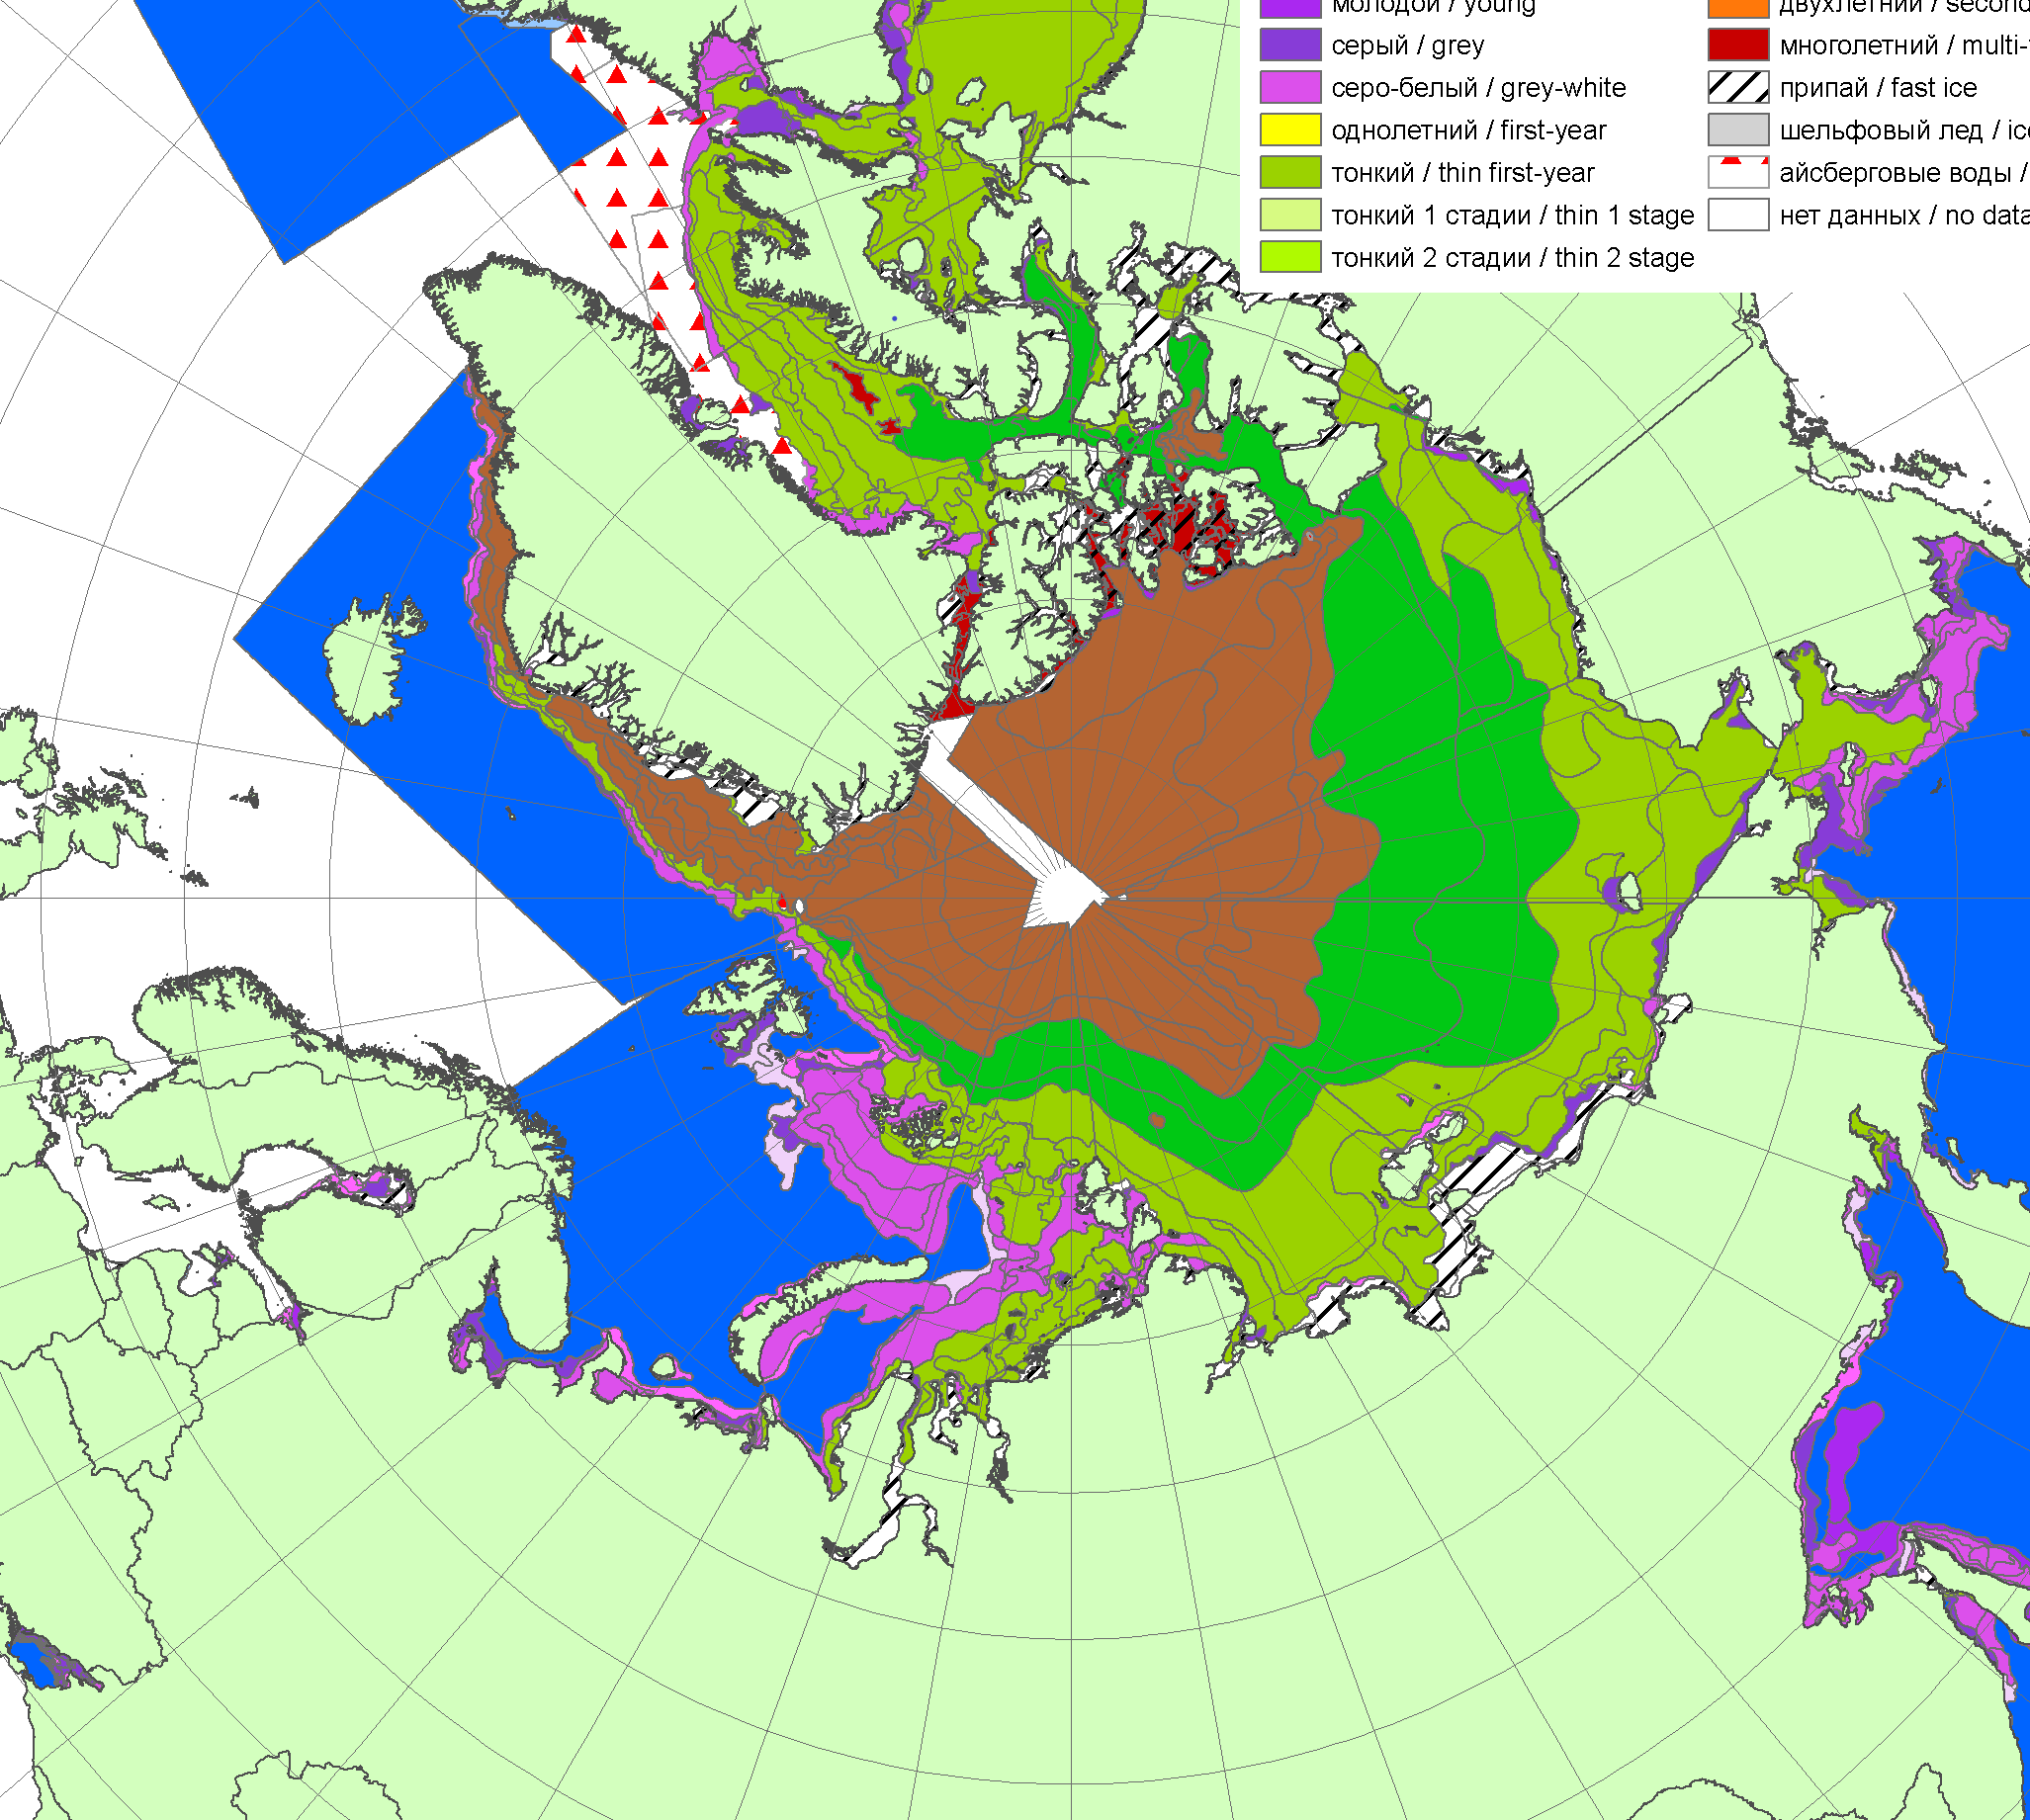 молодой / young
серый / grey
серо-белый / grey-white
однолетний / first-year
тонкий / thin first-year
тонкий 1 стадии / thin 1 stage
тонкий 2 стадии / thin 2 stage
двухлетний / second
многолетний / multi-
припай / fast ice
шельфовый лед / ice
айсберговые воды /
нет данных / no data